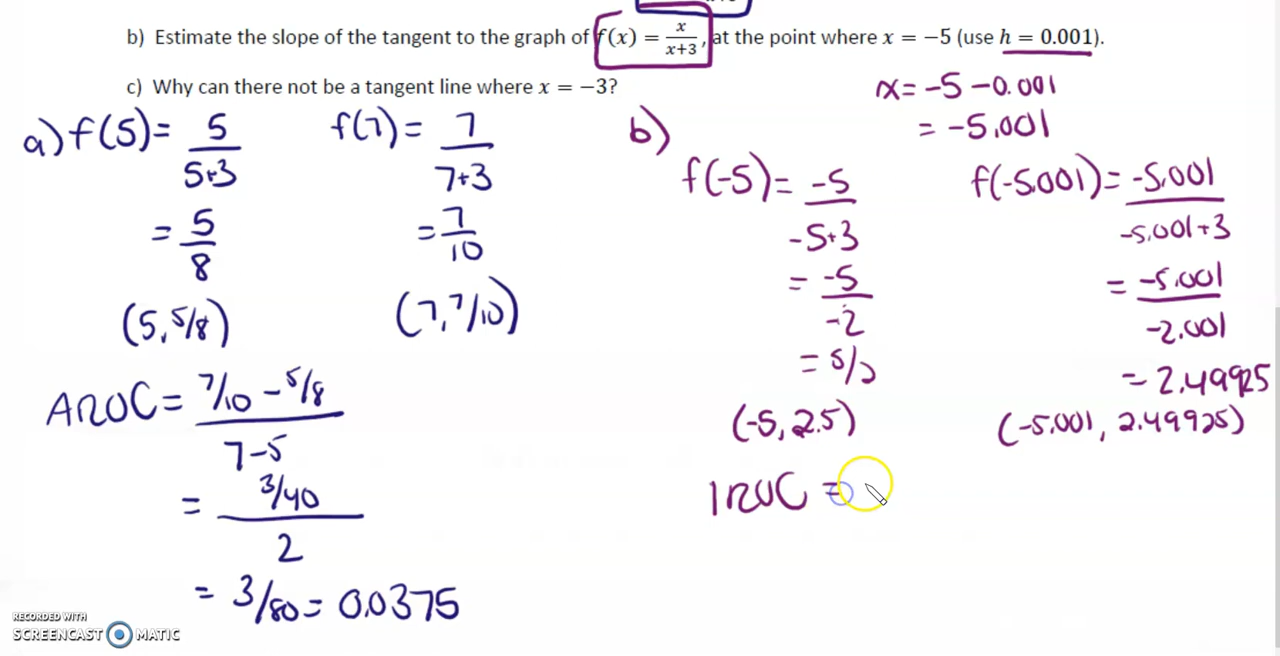 b) Estimate the slope of the tangent to the graph of f(x) = x/(x+3), at the point where x = −5 (use h = 0.001).
c) Why can there not be a tangent line where x = −3?
a) f(5) = 5/(5+3)
= 5/8
(5, 5/8)
f(7) = 7/(7+3)
= 7/10
(7, 7/10)
AROC = (7/10 − 5/8)/(7−5)
= (3/40)/2
= 3/80 = 0.0375
b)
x = -5 - 0.001
= -5.001
f(-5) = -5/(-5+3)
= -5/-2
= 5/2
(-5, 2.5)
f(-5.001) = -5.001/(-5.001+3)
= -5.001/-2.001
= 2.49925
(-5.001, 2.49925)
IROC =
RECORDED WITH
SCREENCAST MATIC